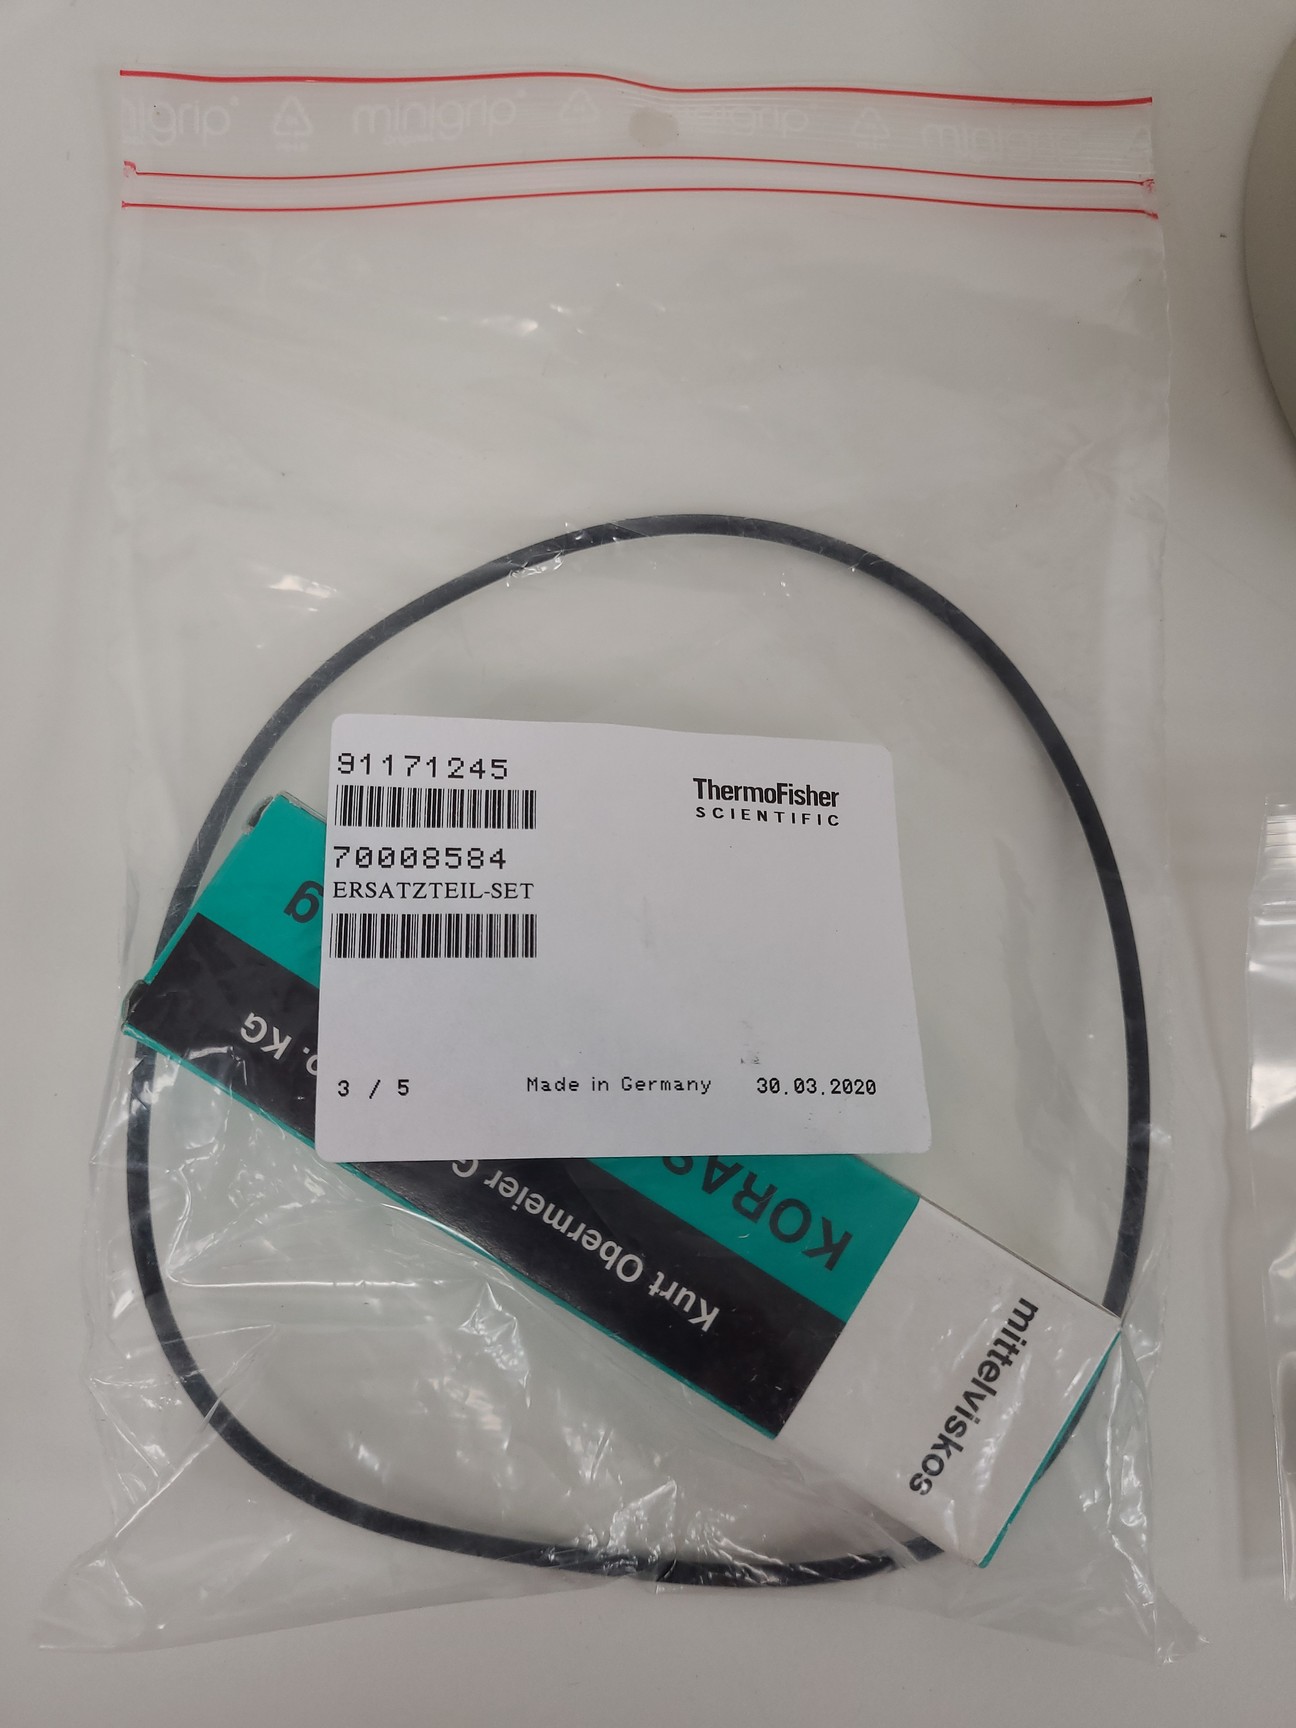 minigrip
minigrip
minigrip
minigrip
91171245
ThermoFisher
SCIENTIFIC
70008584
ERSATZTEIL-SET
3 / 5
Made in Germany
30.03.2020
Kurt Obermeier G
. KG
mittelviskos